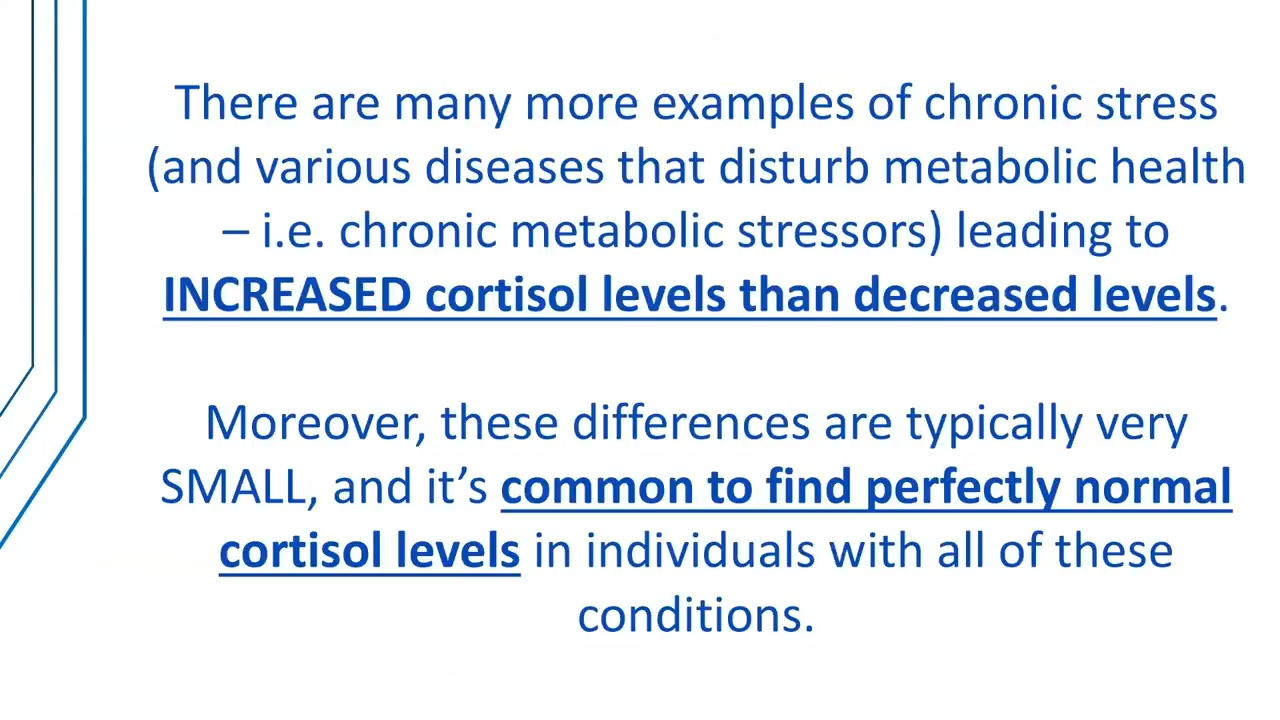 There are many more examples of chronic stress
(and various diseases that disturb metabolic health
– i.e. chronic metabolic stressors) leading to
INCREASED cortisol levels than decreased levels.
Moreover, these differences are typically very
SMALL, and it’s common to find perfectly normal
cortisol levels in individuals with all of these
conditions.